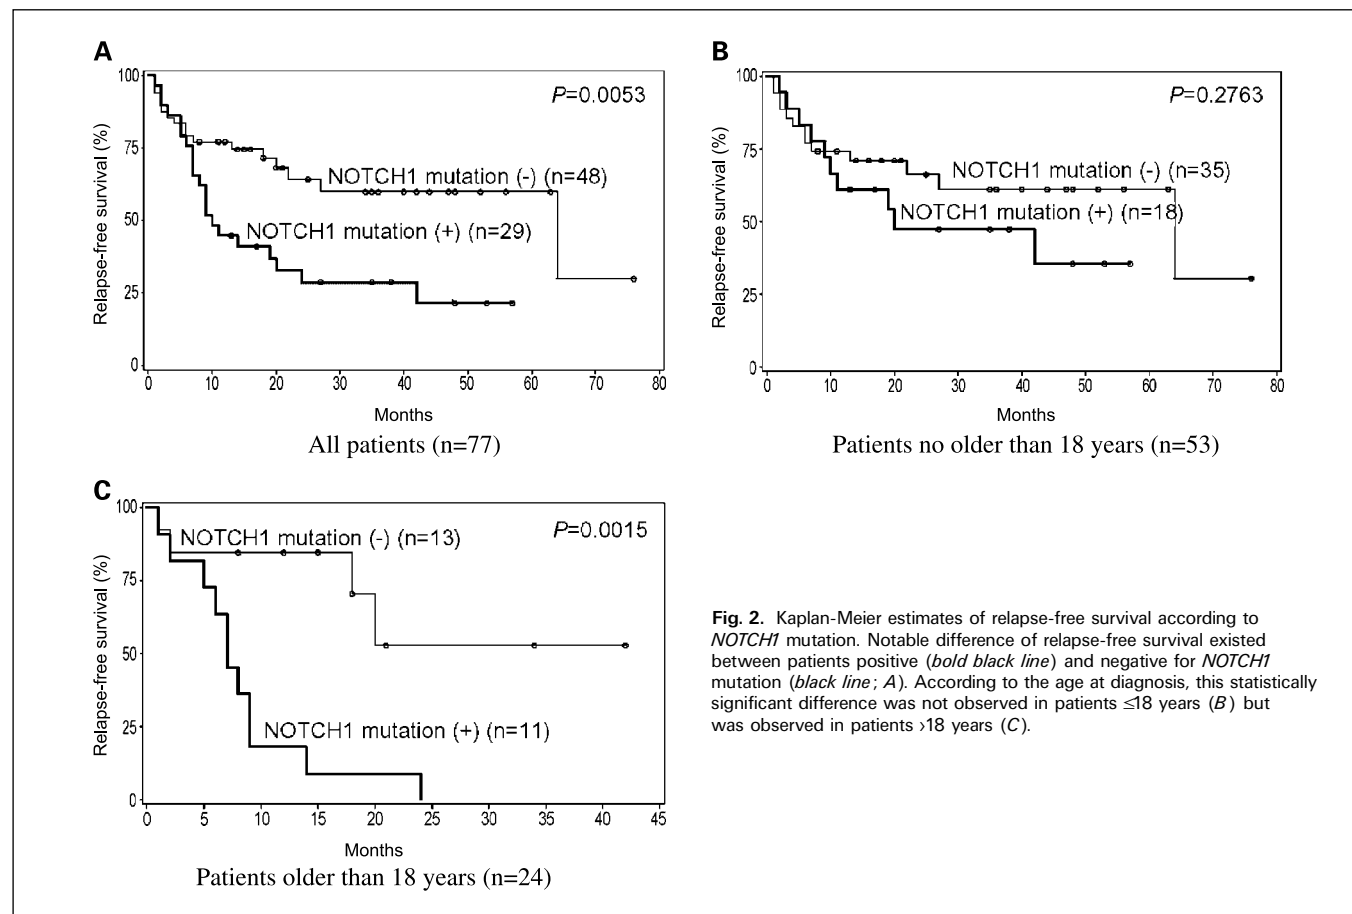 A
100
75
50
25
0
Relapse-free survival (%)
P=0.0053
NOTCH1 mutation (-) (n=48)
NOTCH1 mutation (+) (n=29)
0 10 20 30 40 50 60 70 80
Months
All patients (n=77)
B
100
75
50
25
0
Relapse-free survival (%)
P=0.2763
NOTCH1 mutation (-) (n=35)
NOTCH1 mutation (+) (n=18)
0 10 20 30 40 50 60 70 80
Months
Patients no older than 18 years (n=53)
C
100
75
50
25
0
Relapse-free survival (%)
P=0.0015
NOTCH1 mutation (-) (n=13)
NOTCH1 mutation (+) (n=11)
0 5 10 15 20 25 30 35 40 45
Months
Patients older than 18 years (n=24)
Fig. 2. Kaplan-Meier estimates of relapse-free survival according to
NOTCH1 mutation. Notable difference of relapse-free survival existed
between patients positive (bold black line) and negative for NOTCH1
mutation (black line; A). According to the age at diagnosis, this statistically
significant difference was not observed in patients ≤18 years (B) but
was observed in patients ›18 years (C).